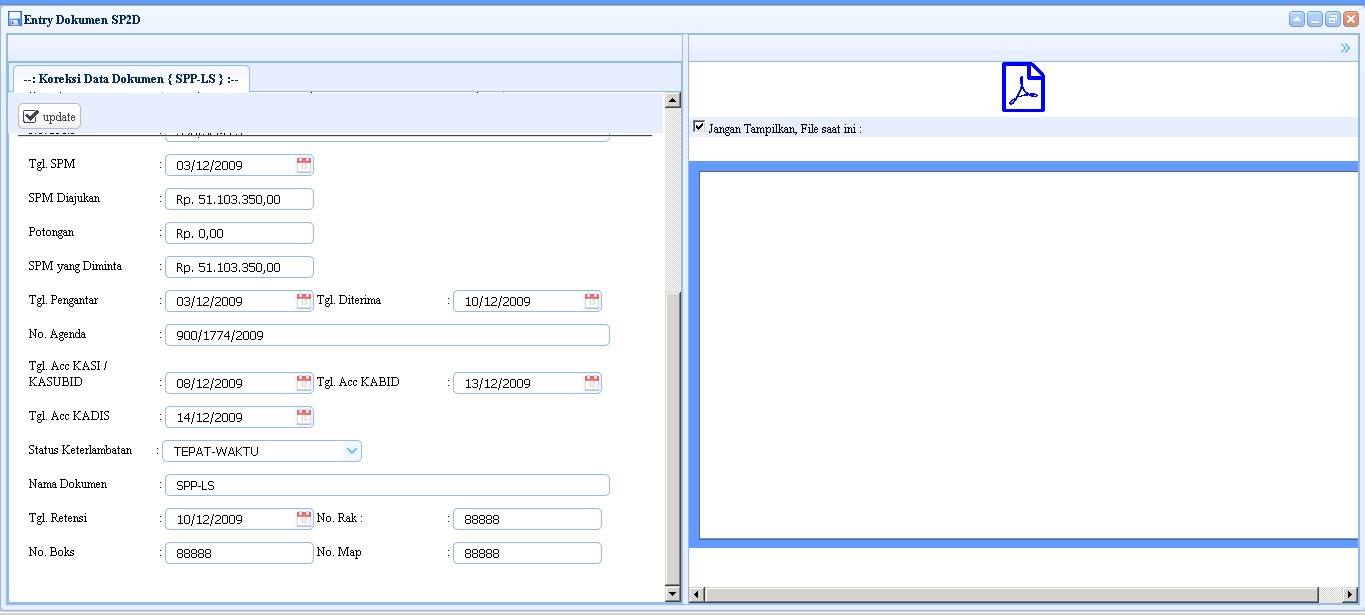 Entry Dokumen SP2D
--: Koreksi Data Dokumen { SPP-LS } :--
update
Tgl. SPM : 03/12/2009
SPM Diajukan : Rp. 51.103.350,00
Potongan : Rp. 0,00
SPM yang Diminta : Rp. 51.103.350,00
Tgl. Pengantar : 03/12/2009 Tgl. Diterima : 10/12/2009
No. Agenda : 900/1774/2009
Tgl. Acc KASI /
KASUBID : 08/12/2009 Tgl. Acc KABID : 13/12/2009
Tgl. Acc KADIS : 14/12/2009
Status Keterlambatan : TEPAT-WAKTU
Nama Dokumen : SPP-LS
Tgl. Retensi : 10/12/2009 No. Rak : : 88888
No. Boks : 88888 No. Map : 88888
Jangan Tampilkan, File saat ini :